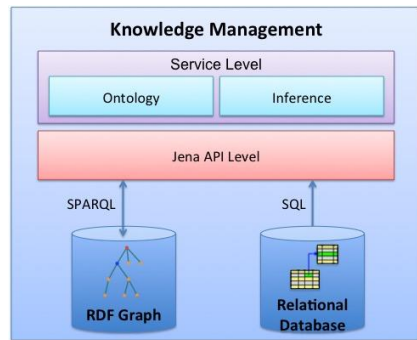 Knowledge Management
Service Level
Ontology
Inference
Jena API Level
SPARQL
SQL
RDF Graph
Relational
Database